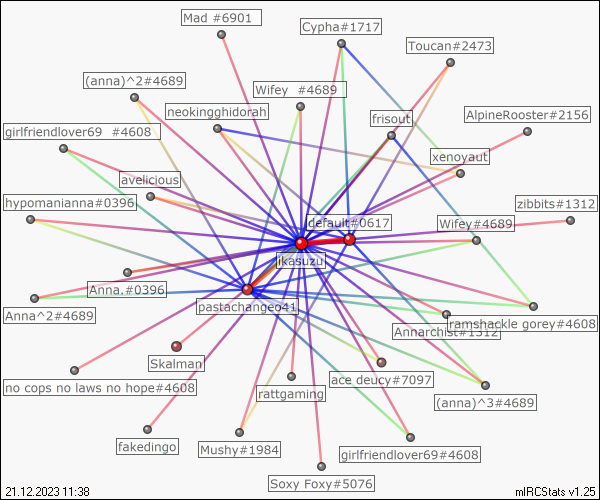 Mad #6901
Cypha#1717
Toucan#2473
(anna)^2#4689
Wifey #4689
neokingghidorah
frisout
AlpineRooster#2156
girlfriendlover69 #4608
xenoyaut
avelicious
hypomanianna#0396
zibbits#1312
default#0617
Wifey#4689
ikasuzu
Anna.#0396
pastachangeo41
Anna^2#4689
ramshackle gorey#4608
Annarchist#1312
Skalman
ace deucy#7097
no cops no laws no hope#4608
rattgaming
(anna)^3#4689
fakedingo
Mushy#1984
girlfriendlover69#4608
Soxy Foxy#5076
21.12.2023 11:38
mIRCStats v1.25